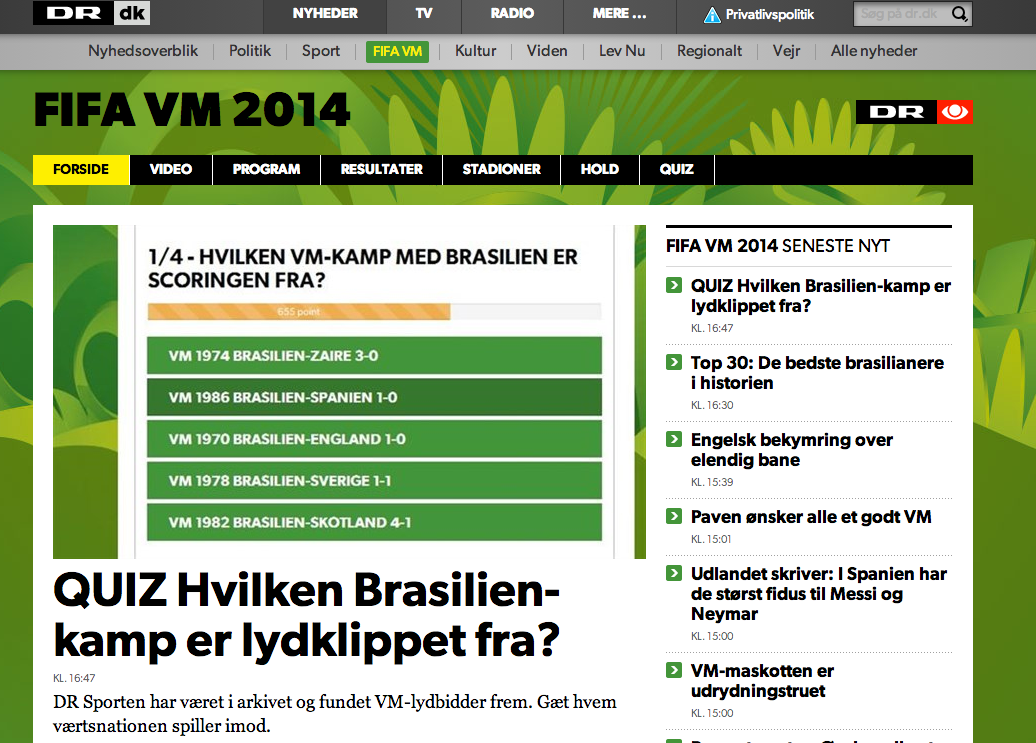 DR dk
NYHEDER
TV
RADIO
MERE ...
Privatlivspolitik
Søg på dr.dk
Nyhedsoverblik
Politik
Sport
FIFA VM
Kultur
Viden
Lev Nu
Regionalt
Vejr
Alle nyheder
FIFA VM 2014
DR
FORSIDE
VIDEO
PROGRAM
RESULTATER
STADIONER
HOLD
QUIZ
1/4 - HVILKEN VM-KAMP MED BRASILIEN ER
SCORINGEN FRA?
655 point
VM 1974 BRASILIEN-ZAIRE 3-0
VM 1986 BRASILIEN-SPANIEN 1-0
VM 1970 BRASILIEN-ENGLAND 1-0
VM 1978 BRASILIEN-SVERIGE 1-1
VM 1982 BRASILIEN-SKOTLAND 4-1
QUIZ Hvilken Brasilien-
kamp er lydklippet fra?
KL. 16:47
DR Sporten har været i arkivet og fundet VM-lydbidder frem. Gæt hvem
værtsnationen spiller imod.
FIFA VM 2014 SENESTE NYT
QUIZ Hvilken Brasilien-kamp er
lydklippet fra?
KL. 16:47
Top 30: De bedste brasilianere
i historien
KL. 16:30
Engelsk bekymring over
elendig bane
KL. 15:39
Paven ønsker alle et godt VM
KL. 15:01
Udlandet skriver: I Spanien har
de størst fidus til Messi og
Neymar
KL. 15:00
VM-maskotten er
udrydningstruet
KL. 15:00